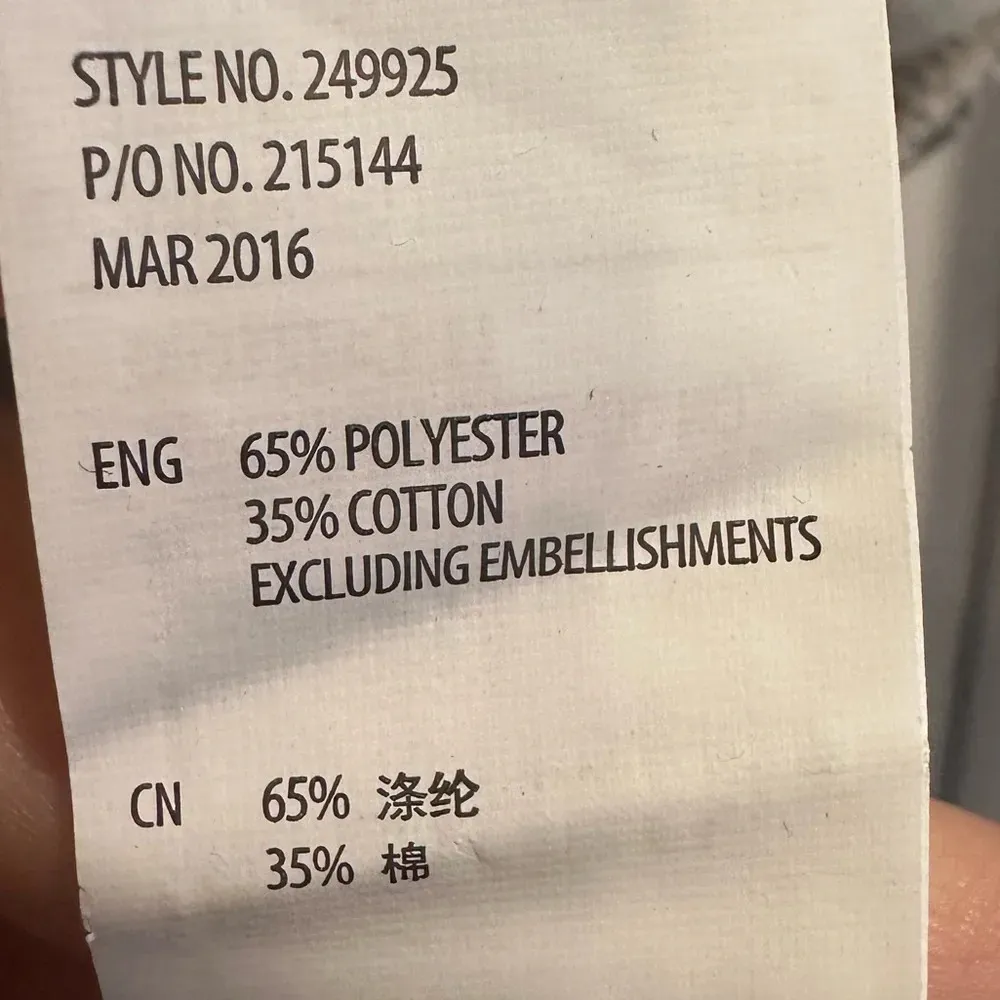 STYLE NO. 249925
P/O NO. 215144
MAR 2016
ENG 65% POLYESTER
35% COTTON
EXCLUDING EMBELLISHMENTS
CN 65% 涤纶
35% 棉